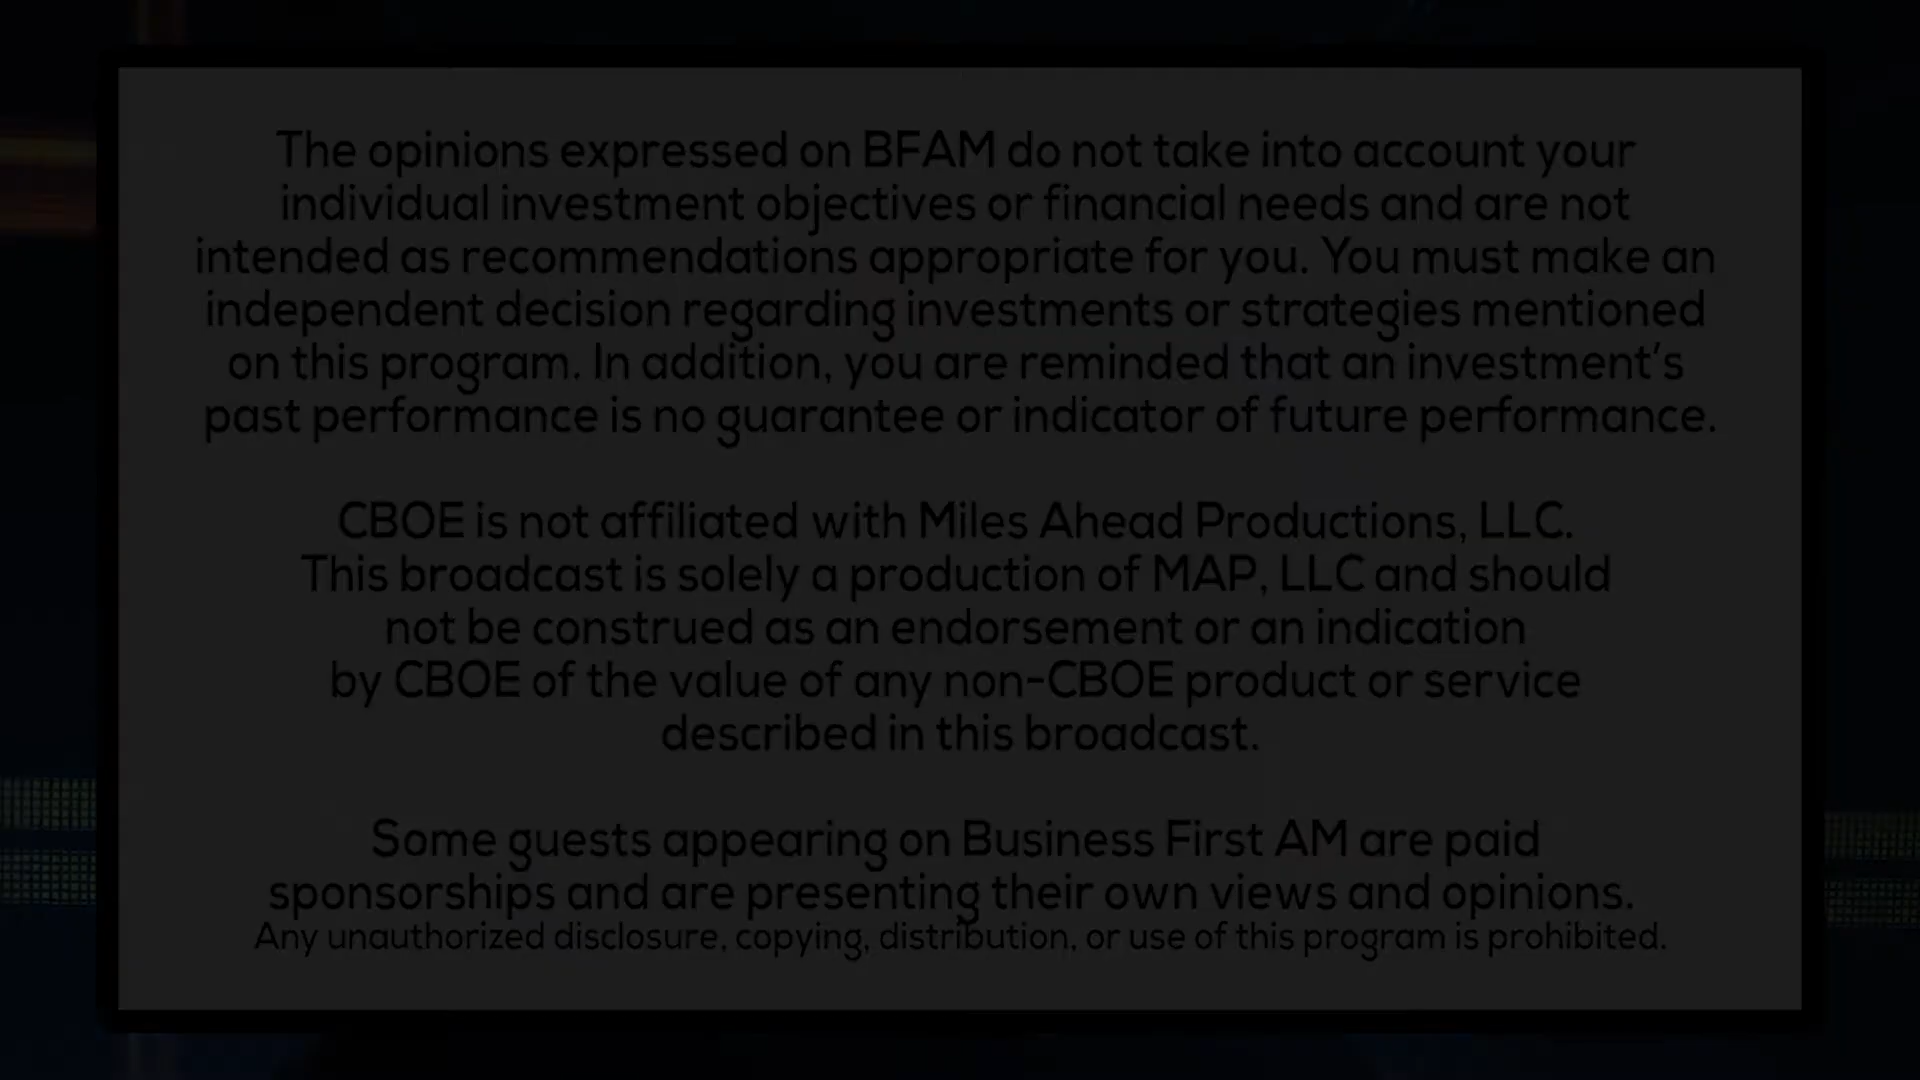 The opinions expressed on BFAM do not take into account your
individual investment objectives or financial needs and are not
intended as recommendations appropriate for you. You must make an
independent decision regarding investments or strategies mentioned
on this program. In addition, you are reminded that an investment’s
past performance is no guarantee or indicator of future performance.
CBOE is not affiliated with Miles Ahead Productions, LLC.
This broadcast is solely a production of MAP, LLC and should
not be construed as an endorsement or an indication
by CBOE of the value of any non-CBOE product or service
described in this broadcast.
Some guests appearing on Business First AM are paid
sponsorships and are presenting their own views and opinions.
Any unauthorized disclosure, copying, distribution, or use of this program is prohibited.